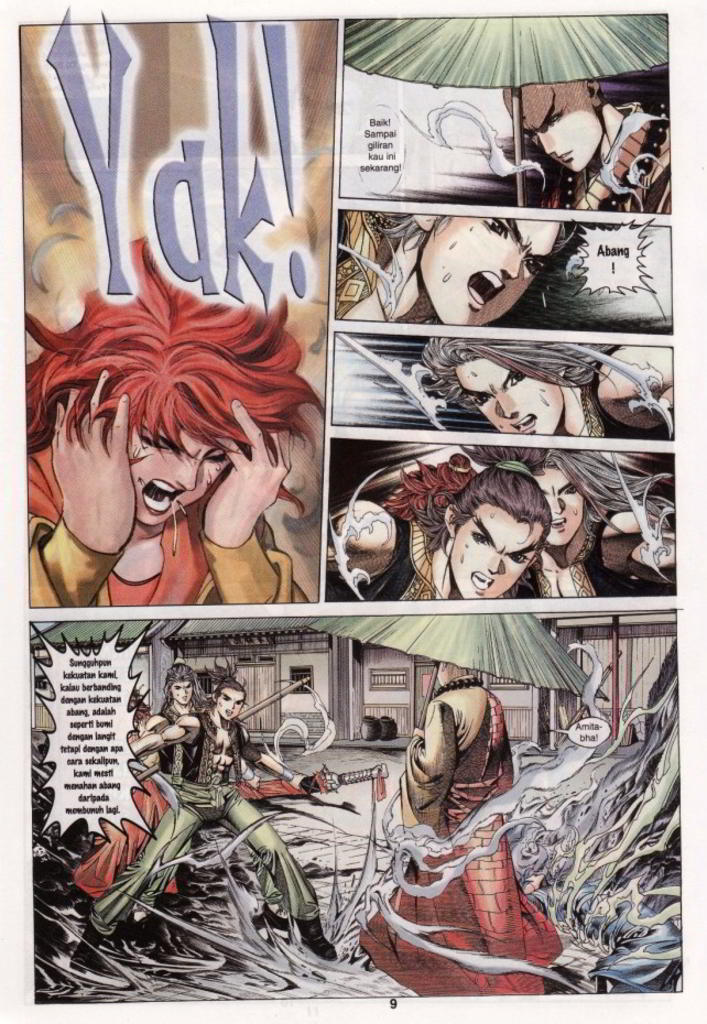 Yak!
Baik!
Sampai
giliran
kau ini
sekarang!
Abang
!
Sungguhpun
kekuatan
kami,
kalau berbanding
dengan kekuatan
abang, adalah
seperti bumi
dengan langit
tetapi dengan apa
cara sekalipun,
kami mesti
menahan abang
daripada
membunuh lagi.
Amita-
bha!
9